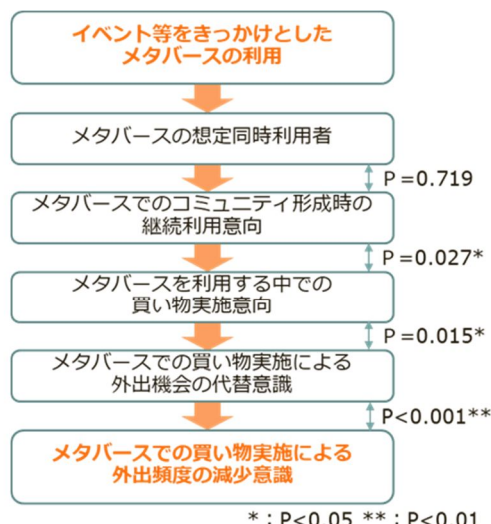 イベント等をきっかけとした
メタバースの利用
メタバースの想定同時利用者
P=0.719
メタバースでのコミュニティ形成時の
継続利用意向
P=0.027*
メタバースを利用する中での
買い物実施意向
P=0.015*
メタバースでの買い物実施による
外出機会の代替意識
P<0.001**
メタバースでの買い物実施による
外出頻度の減少意識
*：P<0.05 **：P<0.01